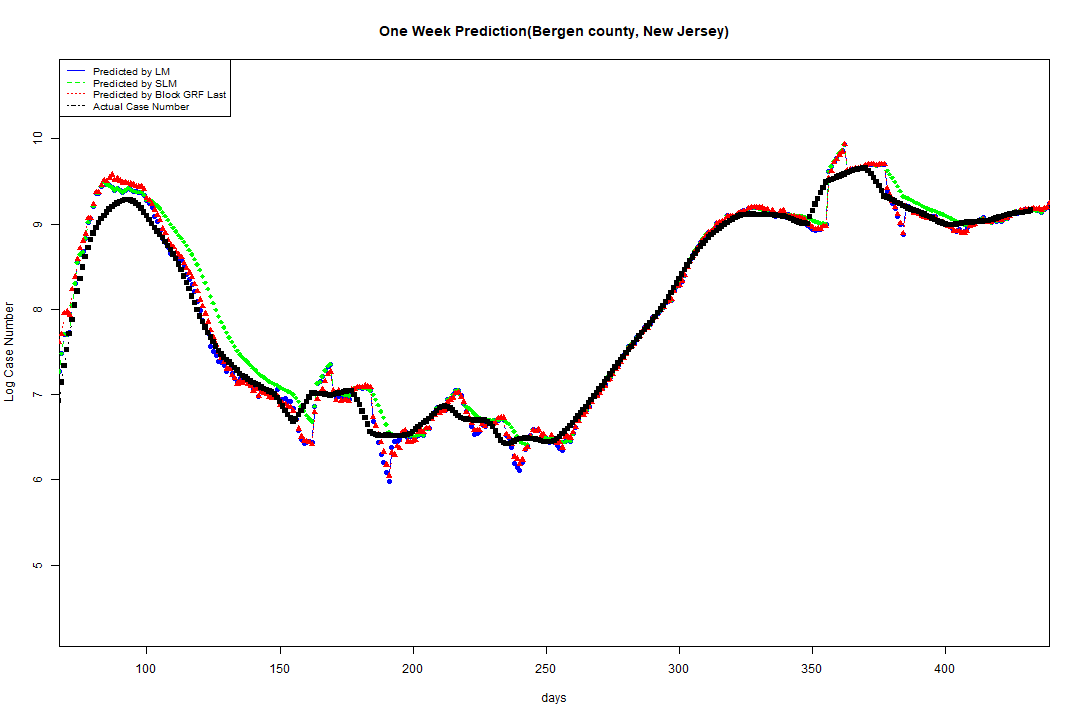 One Week Prediction(Bergen county, New Jersey)
Predicted by LM
Predicted by SLM
Predicted by Block GRF Last
Actual Case Number
Log Case Number
10
9
8
7
6
5
100 150 200 250 300 350 400
days